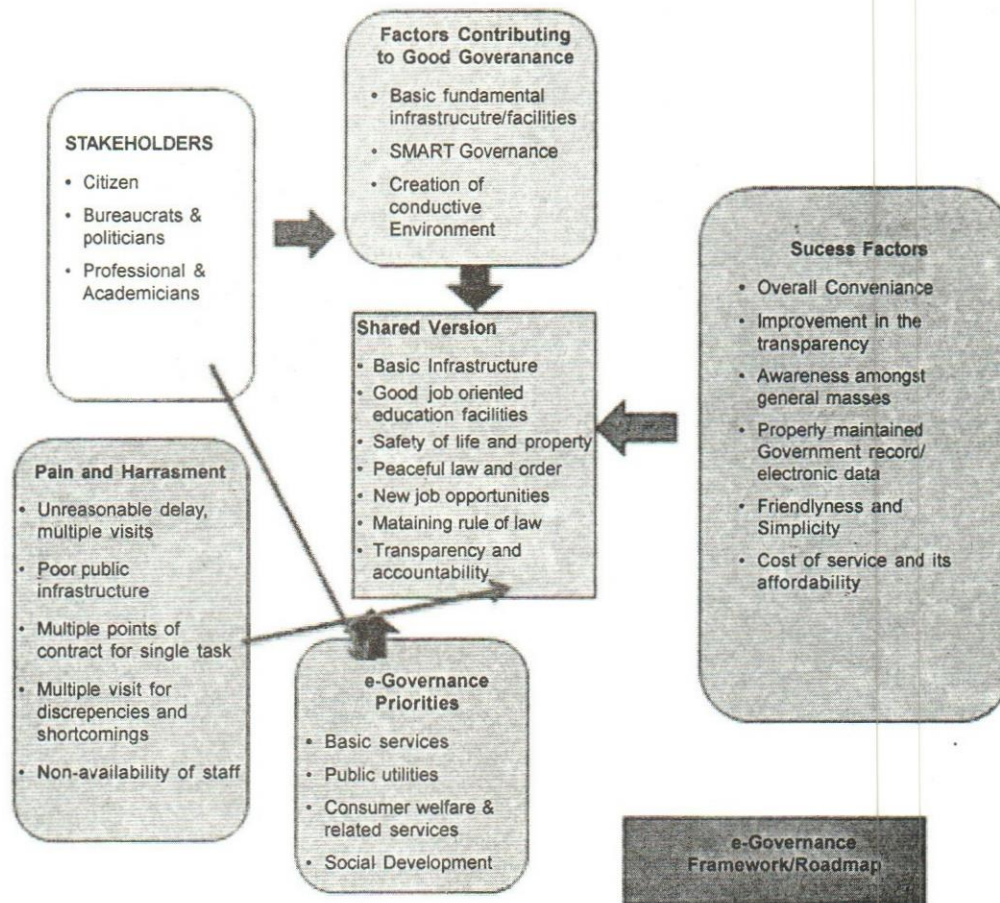 Factors Contributing
to Good Goveranance
• Basic fundamental
infrastrucutre/facilities
• SMART Governance
• Creation of
conductive
Environment
STAKEHOLDERS
• Citizen
• Bureaucrats &
politicians
• Professional &
Academicians
Sucess Factors
• Overall Conveniance
• Improvement in the
transparency
• Awareness amongst
general masses
• Properly maintained
Government record/
electronic data
• Friendlyness and
Simplicity
• Cost of service and its
affordability
Shared Version
• Basic Infrastructure
• Good job oriented
education facilities
• Safety of life and property
• Peaceful law and order
• New job opportunities
• Mataining rule of law
• Transparency and
accountability
Pain and Harrasment
• Unreasonable delay,
multiple visits
• Poor public
infrastructure
• Multiple points of
contract for single task
• Multiple visit for
discrepencies and
shortcomings
• Non-availability of staff
e-Governance
Priorities
• Basic services
• Public utilities
• Consumer welfare &
related services
• Social Development
e-Governance
Framework/Roadmap